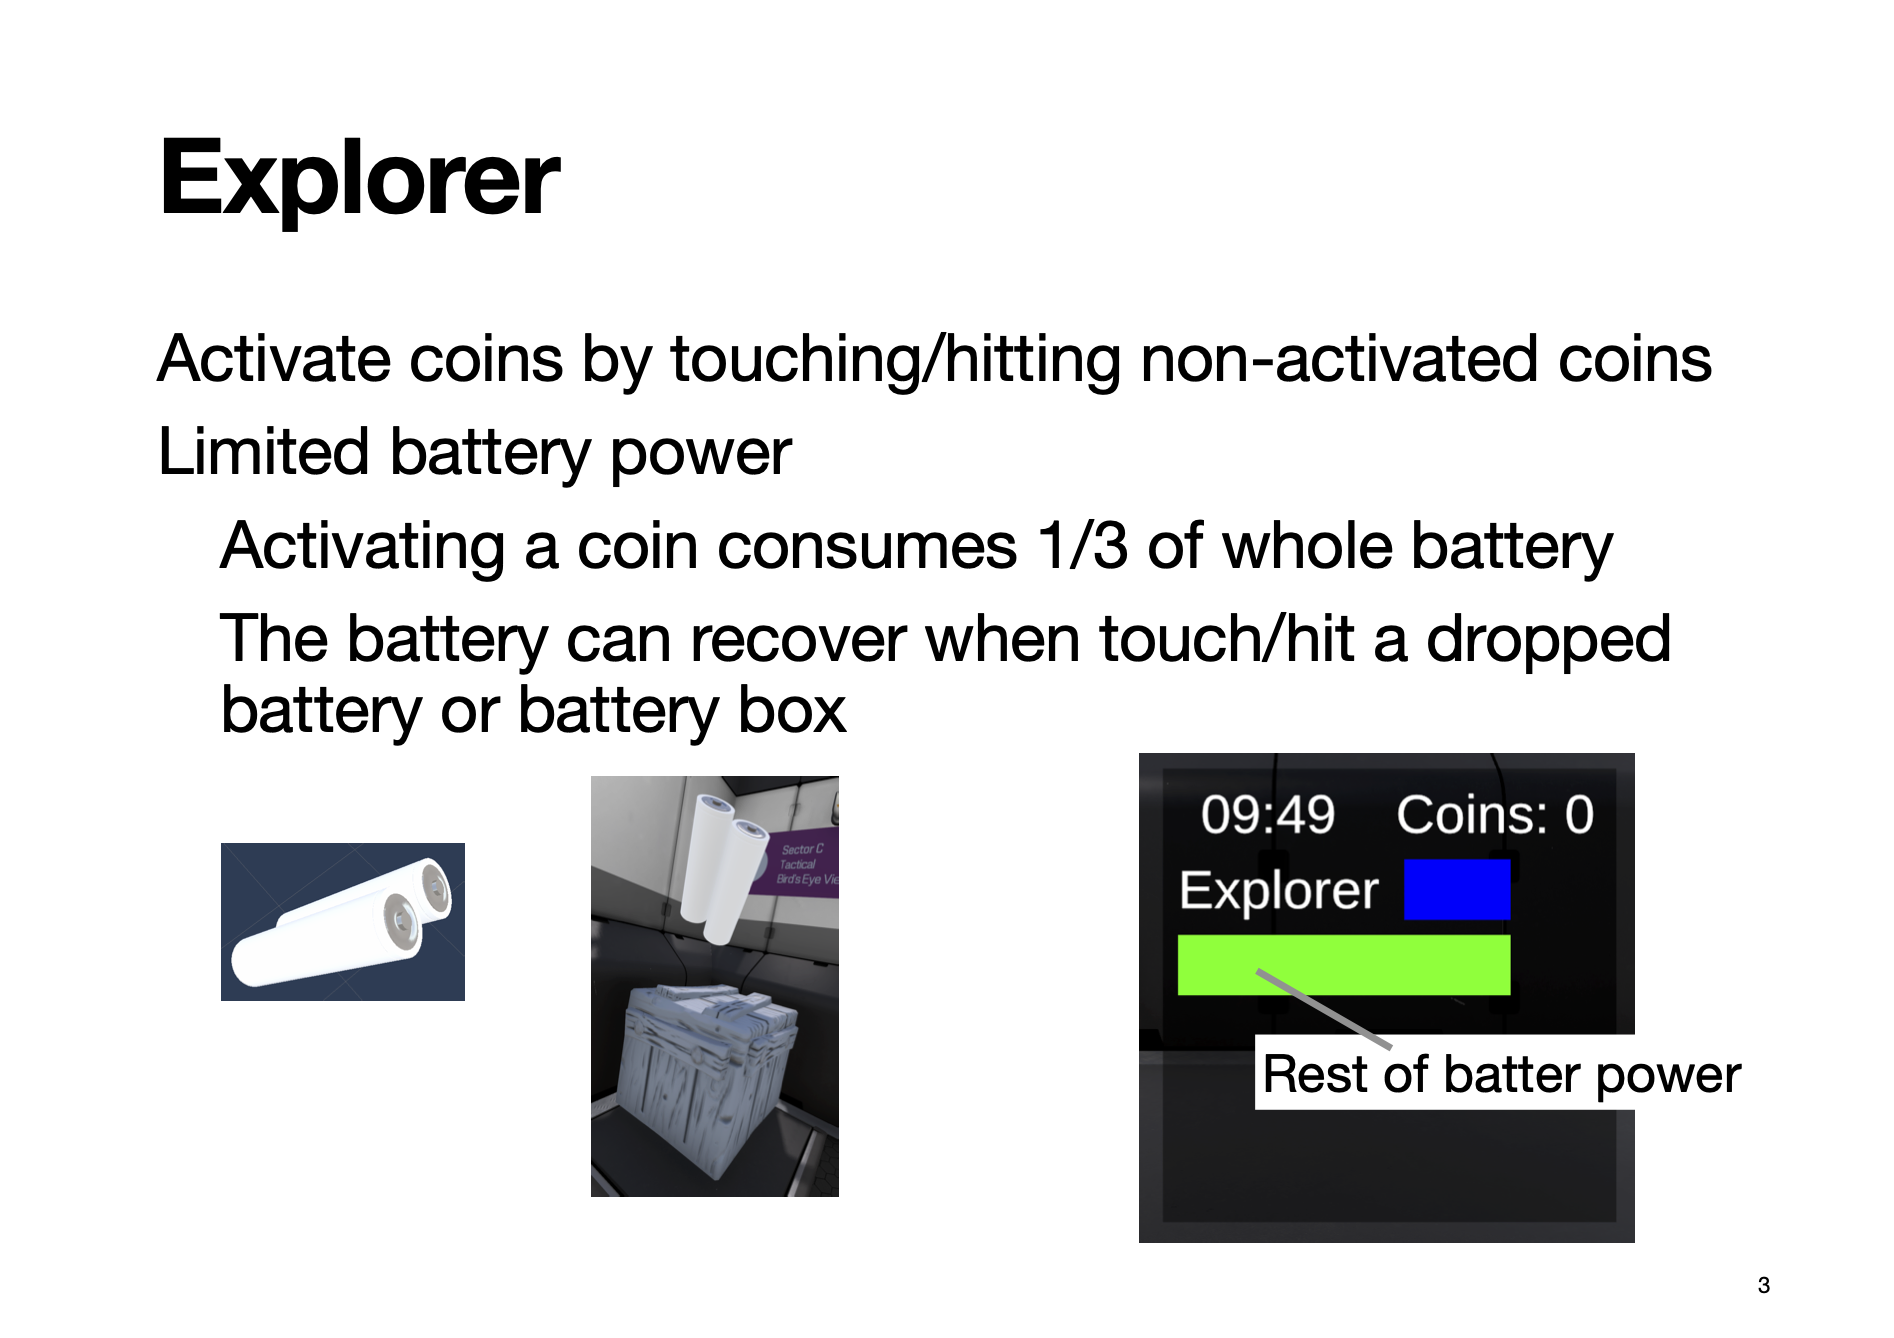 Explorer
Activate coins by touching/hitting non-activated coins
Limited battery power
Activating a coin consumes 1/3 of whole battery
The battery can recover when touch/hit a dropped
battery or battery box
Sector C
Tactical
Bird's Eye Vie
09:49 Coins: 0
Explorer
Rest of batter power
3